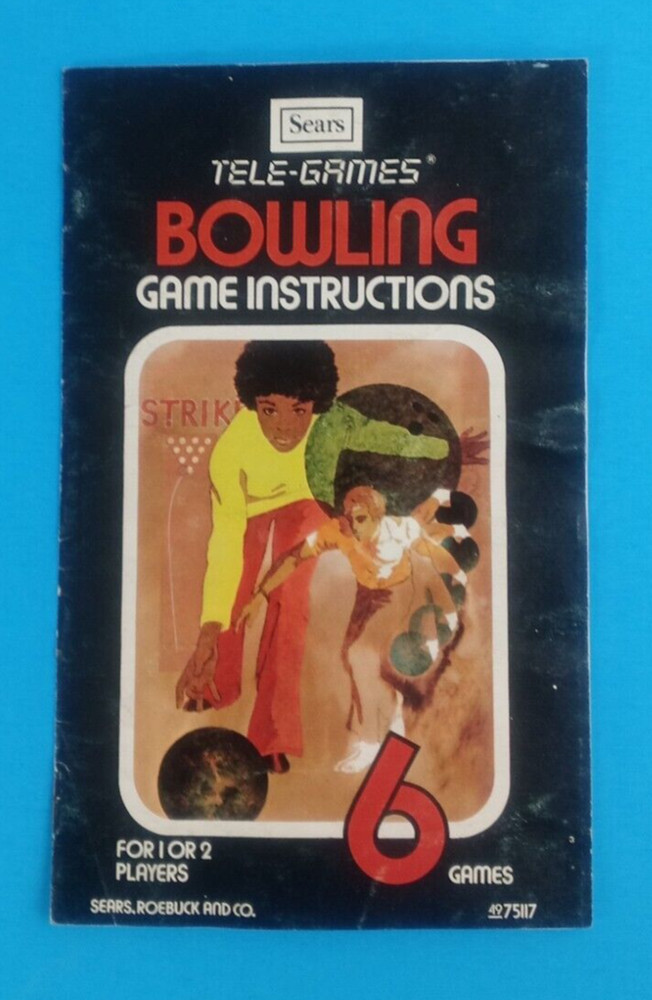 Sears
TELE-GAMES®
BOWLING
GAME INSTRUCTIONS
STRIK
6
FOR 1 OR 2
PLAYERS
GAMES
SEARS, ROEBUCK AND CO.
49 75117